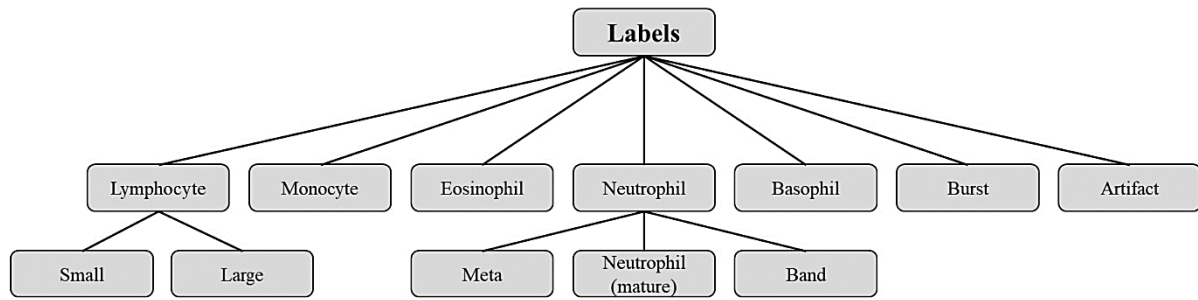 Labels
Lymphocyte
Monocyte
Eosinophil
Neutrophil
Basophil
Burst
Artifact
Small
Large
Meta
Neutrophil
(mature)
Band